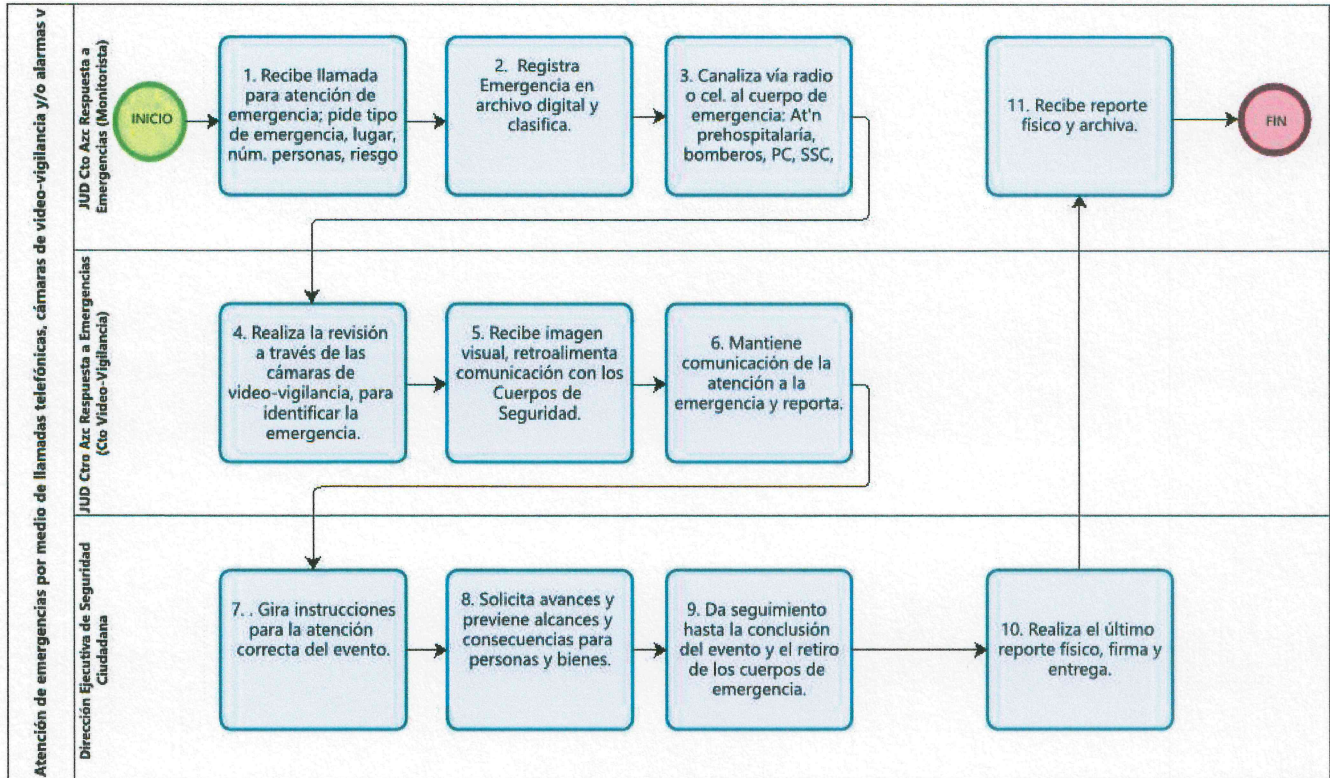 Atención de emergencias por medio de llamadas telefónicas, cámaras de video-vigilancia y/o alarmas v
JUD Cto Azc Respuesta a
Emergencias (Monitorista)
INICIO
1. Recibe llamada
para atención de
emergencia; pide tipo
de emergencia, lugar,
núm. personas, riesgo
2. Registra
Emergencia en
archivo digital y
clasifica.
3. Canaliza vía radio
o cel. al cuerpo de
emergencia: At'n
prehospitalaría,
bomberos, PC, SSC,
11. Recibe reporte
físico y archiva.
FIN
JUD Ctro Azc Respuesta a Emergencias
(Cto Video-Vigilancia)
4. Realiza la revisión
a través de las
cámaras de
video-vigilancia, para
identificar la
emergencia.
5. Recibe imagen
visual, retroalimenta
comunicación con los
Cuerpos de
Seguridad.
6. Mantiene
comunicación de la
atención a la
emergencia y reporta.
Dirección Ejecutiva de Seguridad
Ciudadana
7. . Gira instrucciones
para la atención
correcta del evento.
8. Solicita avances y
previene alcances y
consecuencias para
personas y bienes.
9. Da seguimiento
hasta la conclusión
del evento y el retiro
de los cuerpos de
emergencia.
10. Realiza el último
reporte físico, firma y
entrega.